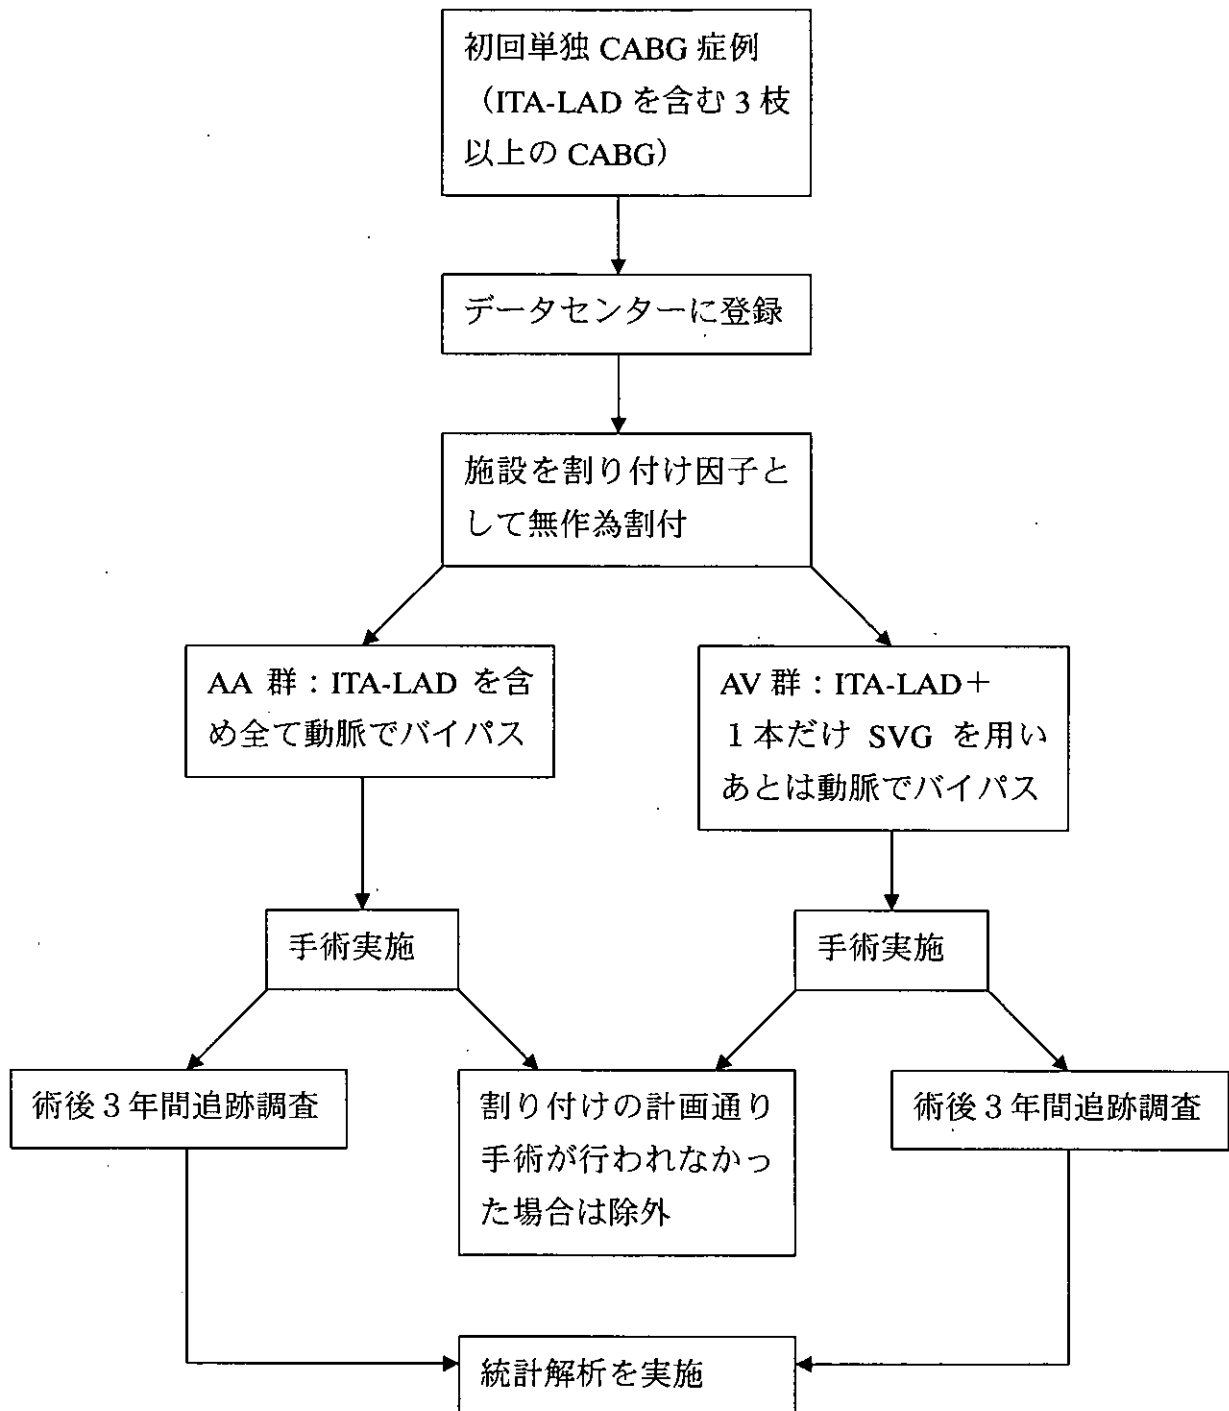 初回単独 CABG 症例
（ITA-LAD を含む 3 枝
以上の CABG）
データセンターに登録
施設を割り付け因子と
して無作為割付
AA 群：ITA-LAD を含
め全て動脈でバイパス
AV 群：ITA-LAD＋
１本だけ SVG を用い
あとは動脈でバイパス
手術実施
手術実施
術後３年間追跡調査
割り付けの計画通り
手術が行われなかっ
た場合は除外
術後３年間追跡調査
統計解析を実施